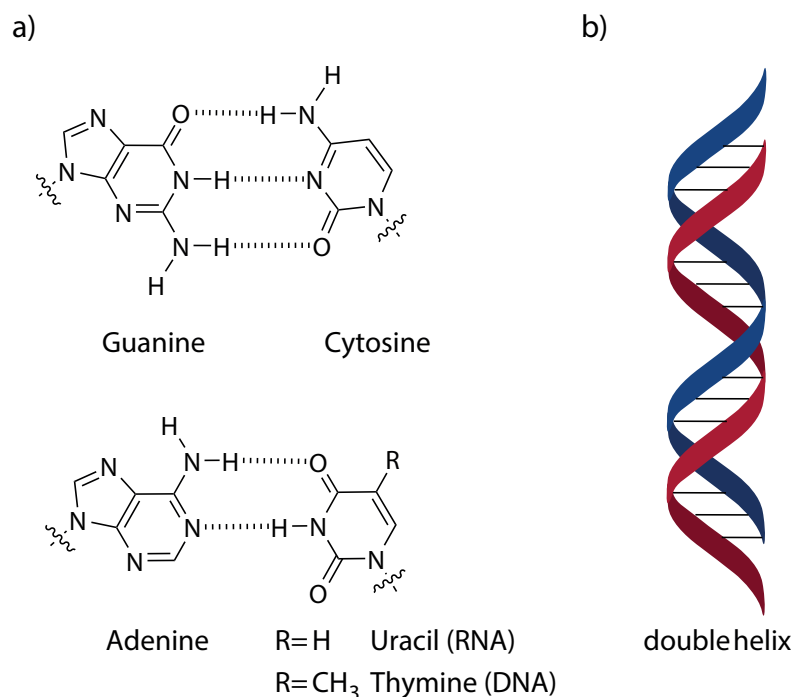 a) b)
H
N O H N
N N H N
N N
N H O
H
Guanine Cytosine
H
N H O R
N
N N H N
N N
O
Adenine R=H Uracil (RNA) double helix
R=CH₃ Thymine (DNA)